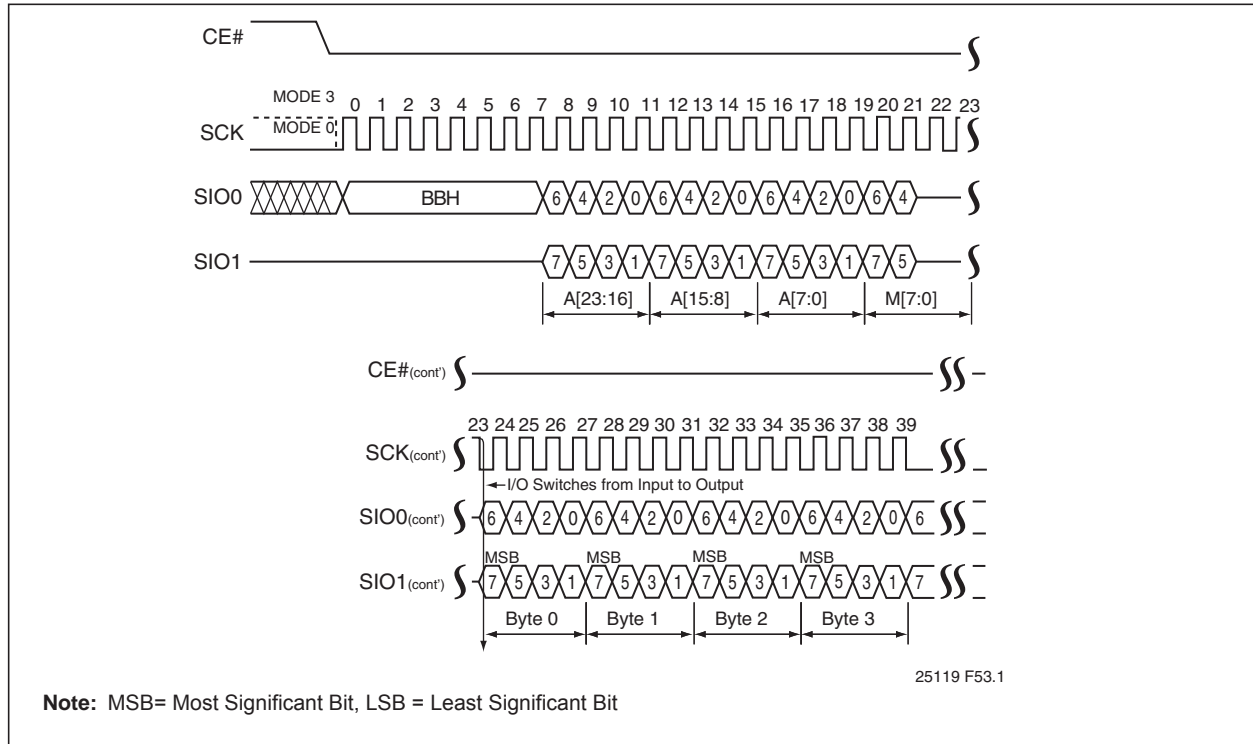 CE#
MODE 3
0 1 2 3 4 5 6 7 8 9 10 11 12 13 14 15 16 17 18 19 20 21 22 23
SCK
MODE 0
SIO0 BBH 6 4 2 0 6 4 2 0 6 4 2 0 6 4
SIO1 7 5 3 1 7 5 3 1 7 5 3 1 7 5
A[23:16] A[15:8] A[7:0] M[7:0]
CE#(cont')
23 24 25 26 27 28 29 30 31 32 33 34 35 36 37 38 39
SCK(cont')
I/O Switches from Input to Output
SIO0(cont') 6 4 2 0 6 4 2 0 6 4 2 0 6 4 2 0 6
MSB MSB MSB MSB
SIO1(cont') 7 5 3 1 7 5 3 1 7 5 3 1 7 5 3 1 7
Byte 0 Byte 1 Byte 2 Byte 3
25119 F53.1
Note: MSB= Most Significant Bit, LSB = Least Significant Bit